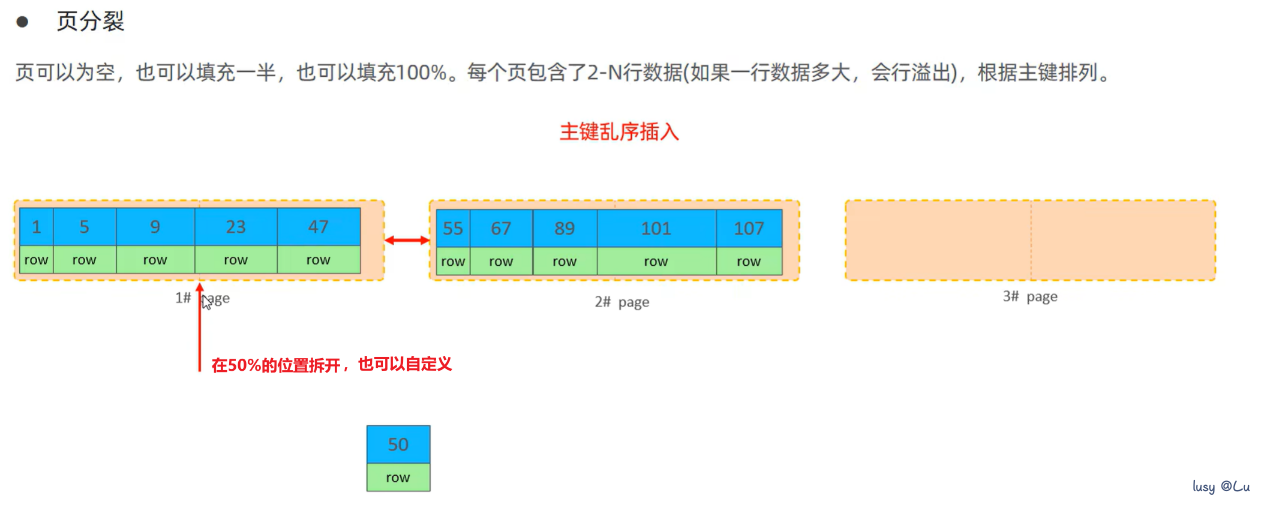 ● 页分裂
页可以为空，也可以填充一半，也可以填充100%。每个页包含了2-N行数据(如果一行数据多大，会行溢出)，根据主键排列。
主键乱序插入
1 5 9 23 47
row row row row row
55 67 89 101 107
row row row row row
1# page
2# page
3# page
在50%的位置拆开，也可以自定义
50
row
lusy @Lu